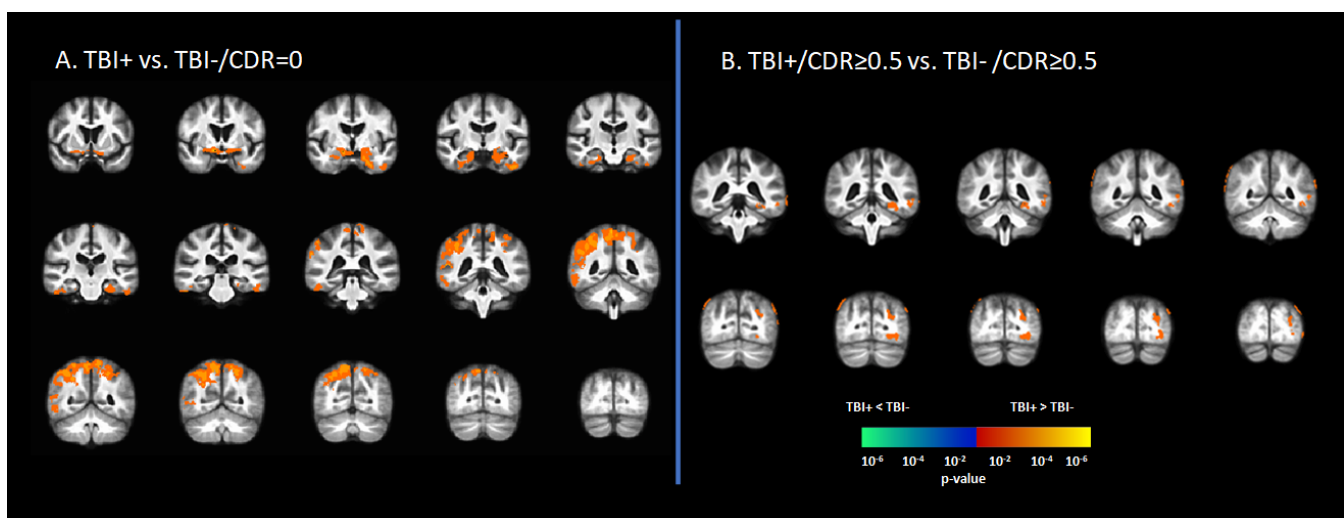 A. TBI+ vs. TBI-/CDR=0
B. TBI+/CDR≥0.5 vs. TBI- /CDR≥0.5
TBI+ < TBI- TBI+ > TBI-
10⁻⁶ 10⁻⁴ 10⁻² 10⁻² 10⁻⁴ 10⁻⁶
p-value